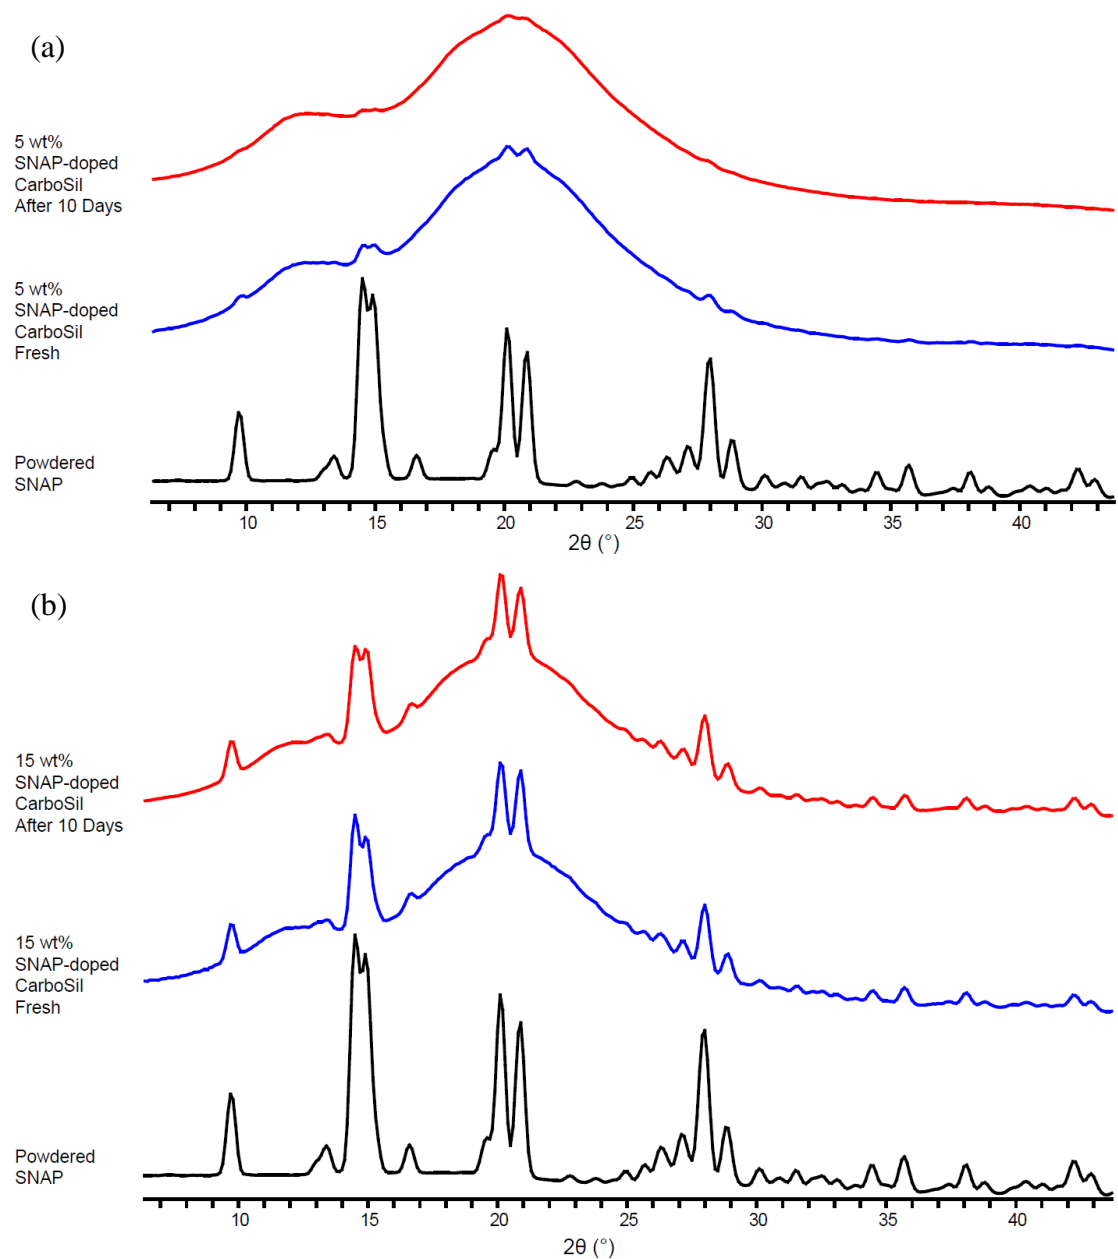 (a)
5 wt%
SNAP-doped
CarboSil
After 10 Days
5 wt%
SNAP-doped
CarboSil
Fresh
Powdered
SNAP
10 15 20 25 30 35 40
2θ (°)
(b)
15 wt%
SNAP-doped
CarboSil
After 10 Days
15 wt%
SNAP-doped
CarboSil
Fresh
Powdered
SNAP
10 15 20 25 30 35 40
2θ (°)